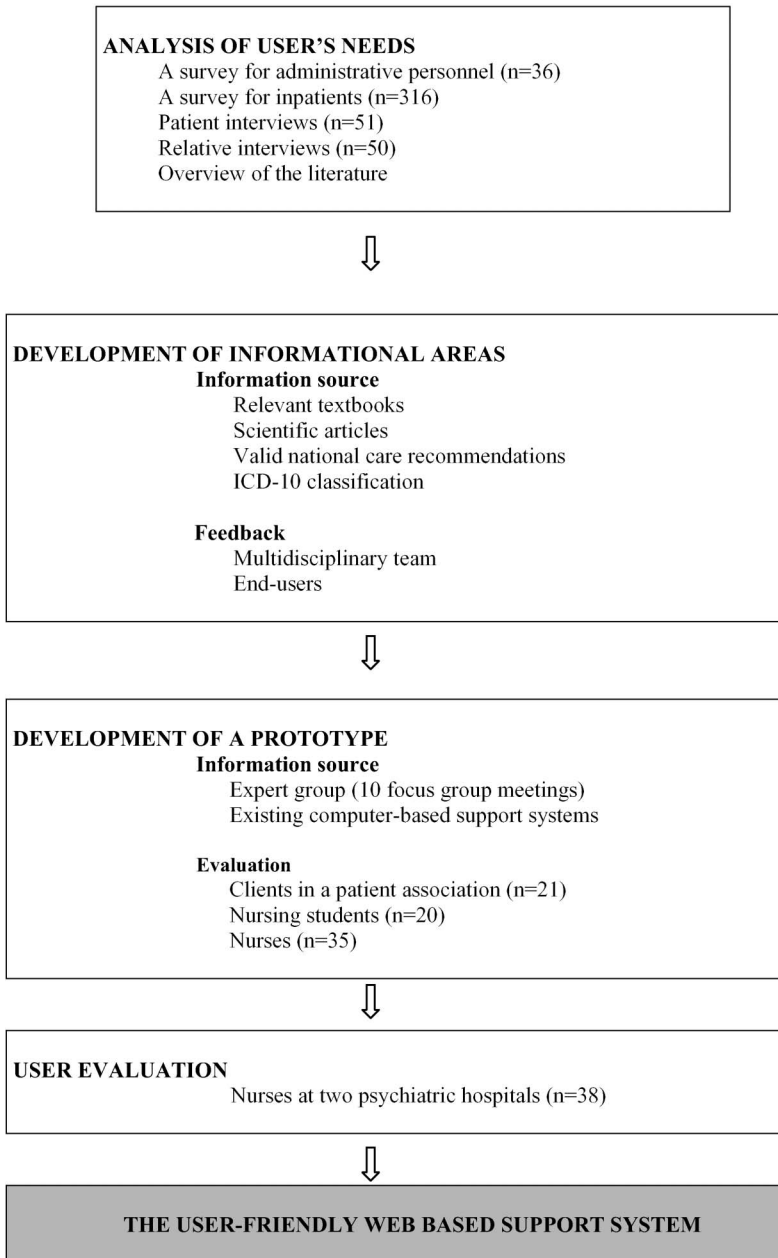 ANALYSIS OF USER'S NEEDS
A survey for administrative personnel (n=36)
A survey for inpatients (n=316)
Patient interviews (n=51)
Relative interviews (n=50)
Overview of the literature
DEVELOPMENT OF INFORMATIONAL AREAS
Information source
Relevant textbooks
Scientific articles
Valid national care recommendations
ICD-10 classification
Feedback
Multidisciplinary team
End-users
DEVELOPMENT OF A PROTOTYPE
Information source
Expert group (10 focus group meetings)
Existing computer-based support systems
Evaluation
Clients in a patient association (n=21)
Nursing students (n=20)
Nurses (n=35)
USER EVALUATION
Nurses at two psychiatric hospitals (n=38)
THE USER-FRIENDLY WEB BASED SUPPORT SYSTEM